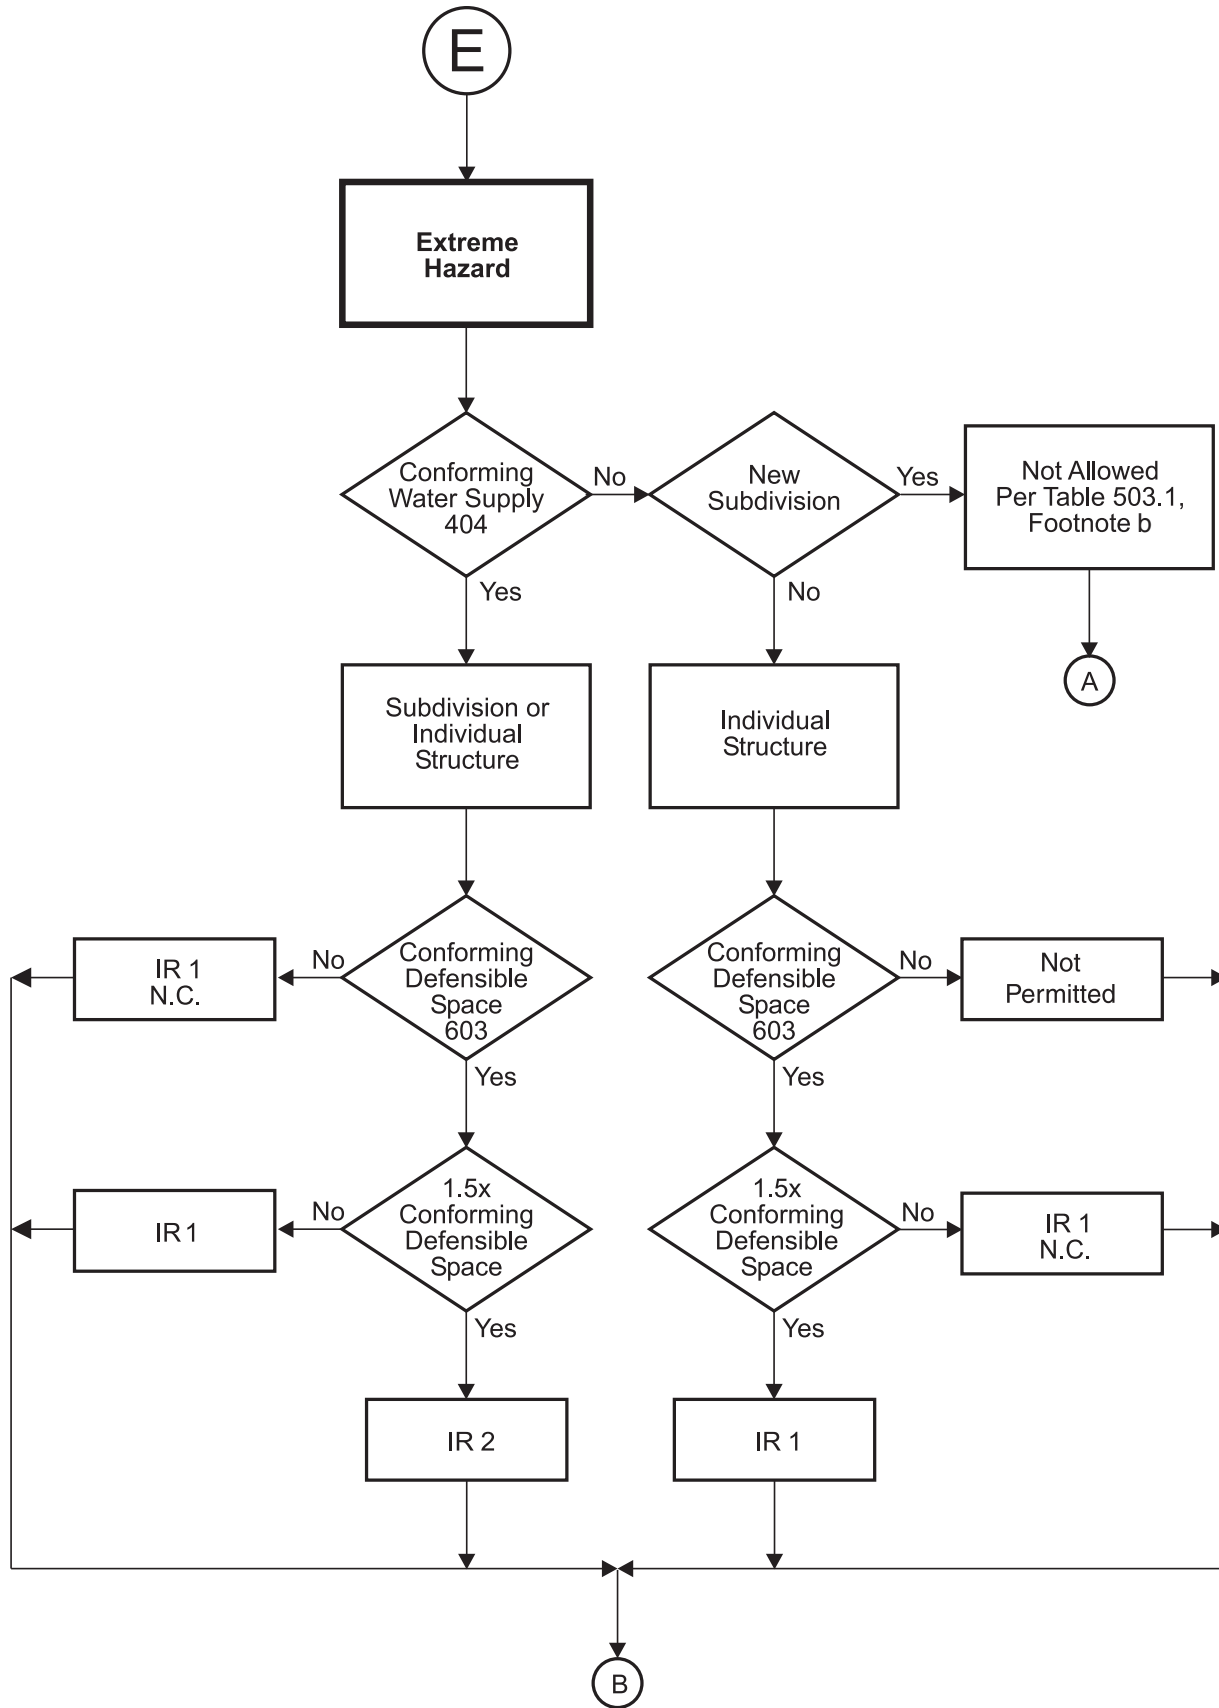 E
Extreme
Hazard
Conforming
Water Supply
404
No
New
Subdivision
Yes
Not Allowed
Per Table 503.1,
Footnote b
Yes
No
A
Subdivision or
Individual
Structure
Individual
Structure
IR 1
N.C.
No
Conforming
Defensible
Space
603
Conforming
Defensible
Space
603
No
Not
Permitted
Yes
Yes
IR 1
No
1.5x
Conforming
Defensible
Space
1.5x
Conforming
Defensible
Space
No
IR 1
N.C.
Yes
Yes
IR 2
IR 1
B